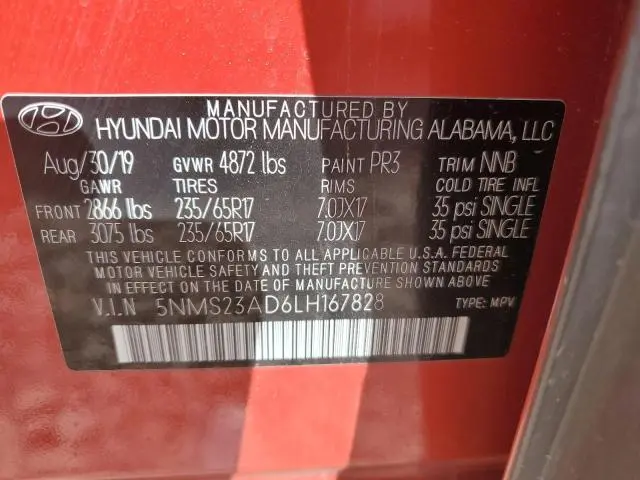 MANUFACTURED BY
HYUNDAI MOTOR MANUFACTURING ALABAMA, LLC
Aug/30/19 GVWR 4872 lbs PAINT PR3 TRIM NNB
GAWR TIRES RIMS COLD TIRE INFL
FRONT 2866 lbs 235/65R17 7.0JX17 35 psi SINGLE
REAR 3075 lbs 235/65R17 7.0JX17 35 psi SINGLE
THIS VEHICLE CONFORMS TO ALL APPLICABLE U.S.A. FEDERAL
MOTOR VEHICLE SAFETY AND THEFT PREVENTION STANDARDS
IN EFFECT ON THE DATE OF MANUFACTURE SHOWN ABOVE
V.I.N 5NMS23AD6LH167828 TYPE: MPV